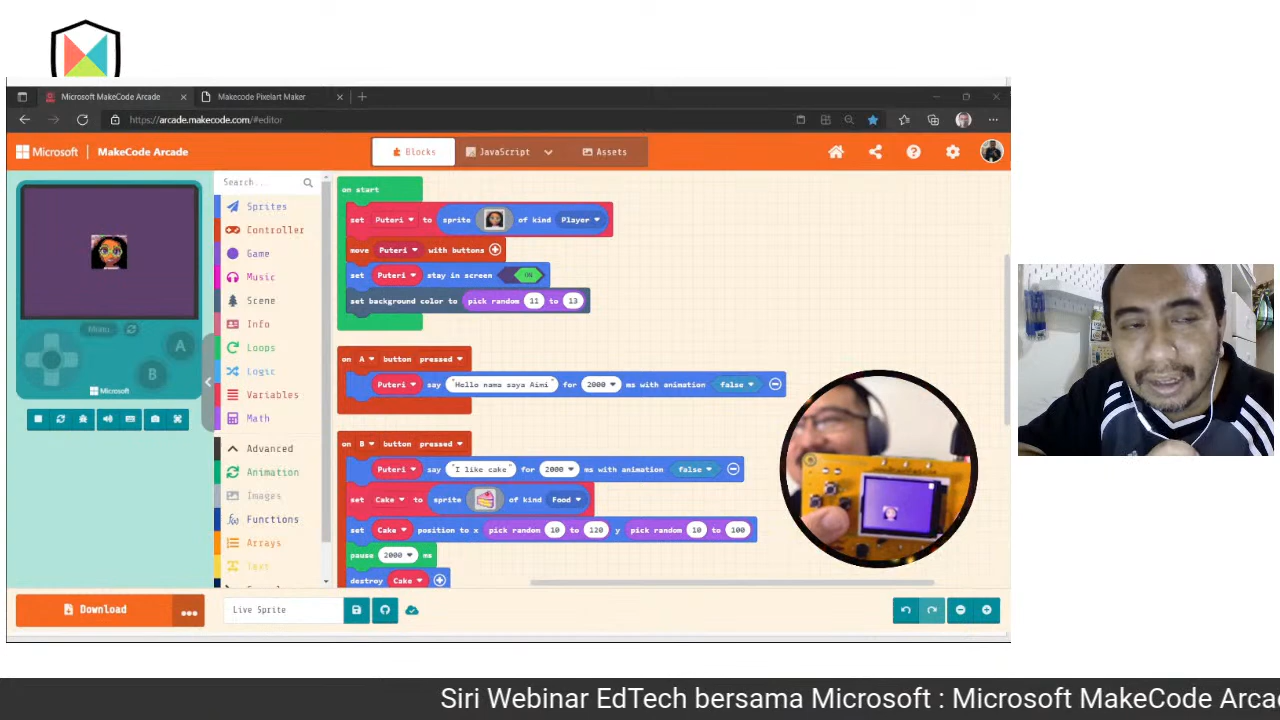 Microsoft MakeCode Arcade
Makecode Pixelart Maker
https://arcade.makecode.com/#editor
Microsoft
MakeCode Arcade
Blocks
JavaScript
Assets
Menu
A
B
Microsoft
Search...
Sprites
Controller
Game
Music
Scene
Info
Loops
Logic
Variables
Math
Advanced
Animation
Images
Functions
Arrays
Text
on start
set Puteri to sprite of kind Player
move Puteri with buttons
set Puteri stay in screen ON
set background color to pick random 11 to 13
on A button pressed
Puteri say "Hello nama saya Aimi" for 2000 ms with animation false
on B button pressed
Puteri say "I like cake" for 2000 ms with animation false
set Cake to sprite of kind Food
set Cake position to x pick random 10 to 120 y pick random 10 to 100
pause 2000 ms
destroy Cake
Download
Live Sprite
Siri Webinar EdTech bersama Microsoft : Microsoft MakeCode Arca